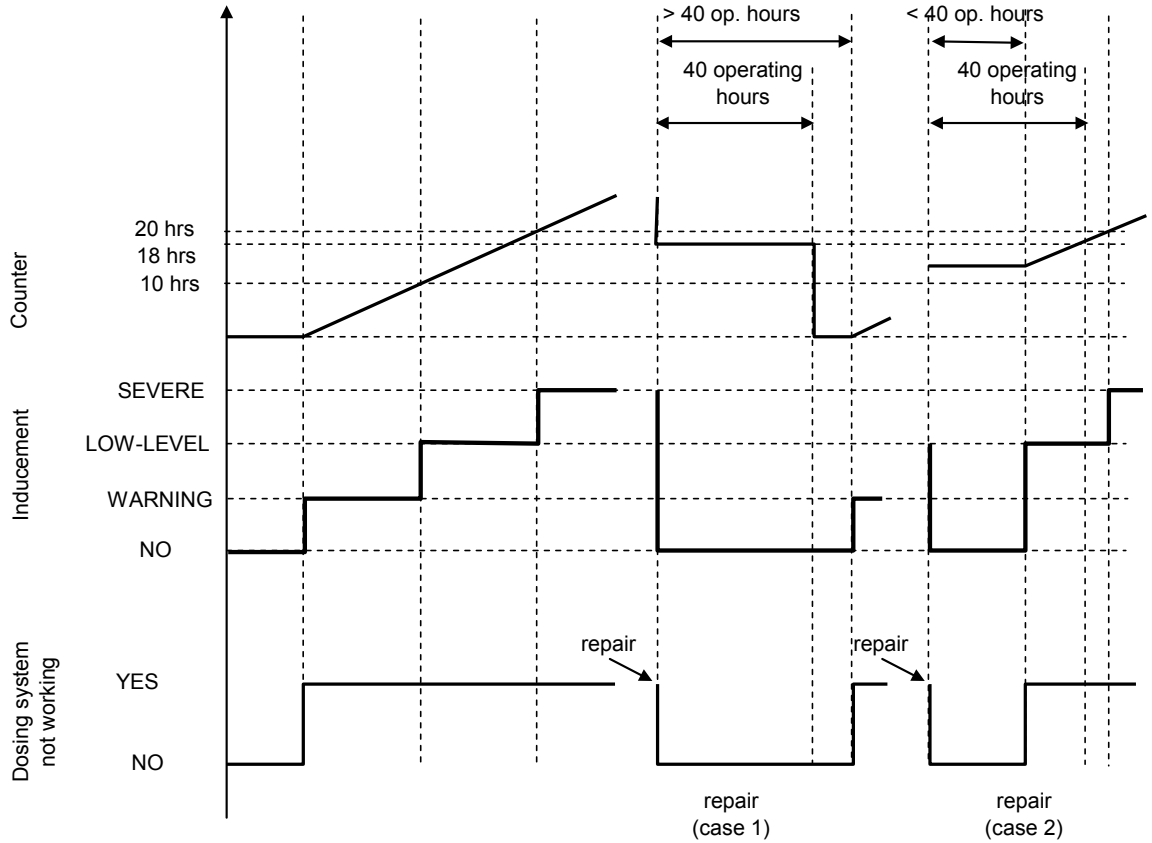 > 40 op. hours
< 40 op. hours
40 operating
hours
40 operating
hours
Counter
20 hrs
18 hrs
10 hrs
Inducement
SEVERE
LOW-LEVEL
WARNING
NO
Dosing system
not working
YES
NO
repair
repair
repair
(case 1)
repair
(case 2)